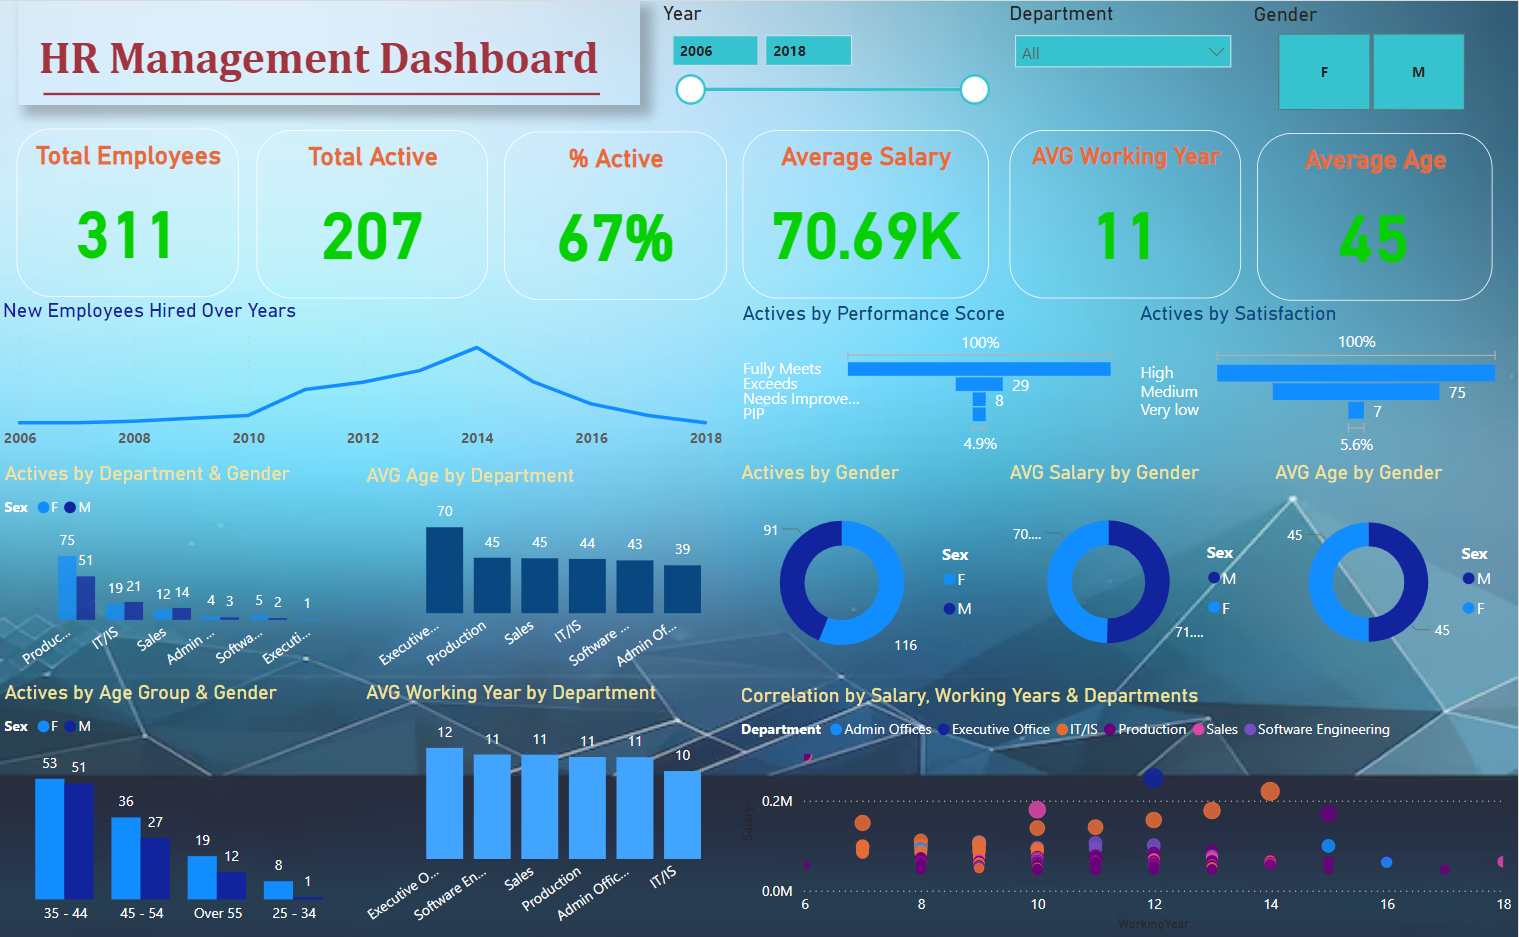 HR Management Dashboard
Year
2006 2018
Department
All
Gender
F M
Total Employees
311
Total Active
207
% Active
67%
Average Salary
70.69K
AVG Working Year
11
Average Age
45
New Employees Hired Over Years
2006 2008 2010 2012 2014 2016 2018
Actives by Performance Score
100%
Fully Meets
Exceeds 29
Needs Improve... 8
PIP
4.9%
Actives by Satisfaction
100%
High
Medium 75
Very low 7
5.6%
Actives by Department & Gender
Sex F M
75 51 19 21 12 14 4 3 5 2 1
Produc... IT/IS Sales Admin ... Softwa... Executi...
AVG Age by Department
70 45 45 44 43 39
Executive... Production Sales IT/IS Software ... Admin Of...
Actives by Gender
91
116
Sex
F
M
AVG Salary by Gender
70....
71....
Sex
M
F
AVG Age by Gender
45
45
Sex
M
F
Actives by Age Group & Gender
Sex F M
53 51 36 27 19 12 8 1
35 - 44 45 - 54 Over 55 25 - 34
AVG Working Year by Department
12 11 11 11 11 10
Executive O... Software En... Sales Production Admin Offic... IT/IS
Correlation by Salary, Working Years & Departments
Department Admin Offices Executive Office IT/IS Production Sales Software Engineering
Salary
0.2M
0.0M
6 8 10 12 14 16 18
WorkingYear